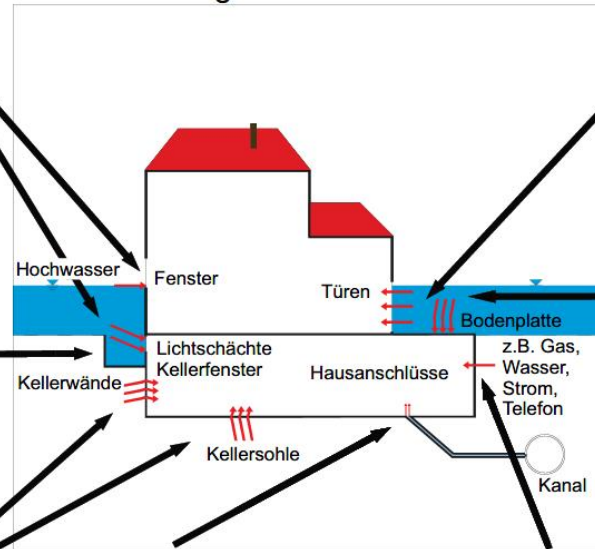 Hochwasser
Fenster
Türen
Bodenplatte
Lichtschächte
Kellerfenster
Hausanschlüsse
z.B. Gas,
Wasser,
Strom,
Telefon
Kellerwände
Kellersohle
Kanal